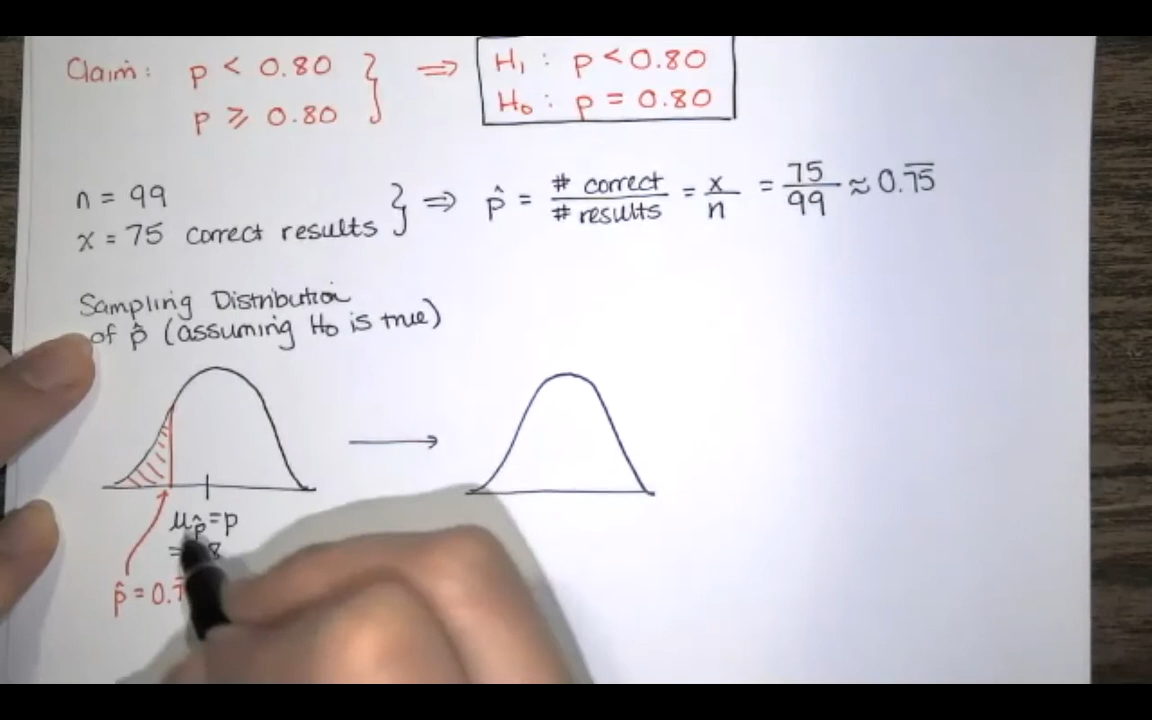 Claim: p < 0.80 } ⇒ H₁ : p < 0.80
p ≥ 0.80 H₀ : p = 0.80
n = 99
x = 75 correct results } ⇒ p̂ = # correct / # results = x / n = 75 / 99 ≈ 0.7̅5̅
Sampling Distribution
of p̂ (assuming H₀ is true)
μp̂ = p
p̂ = 0.